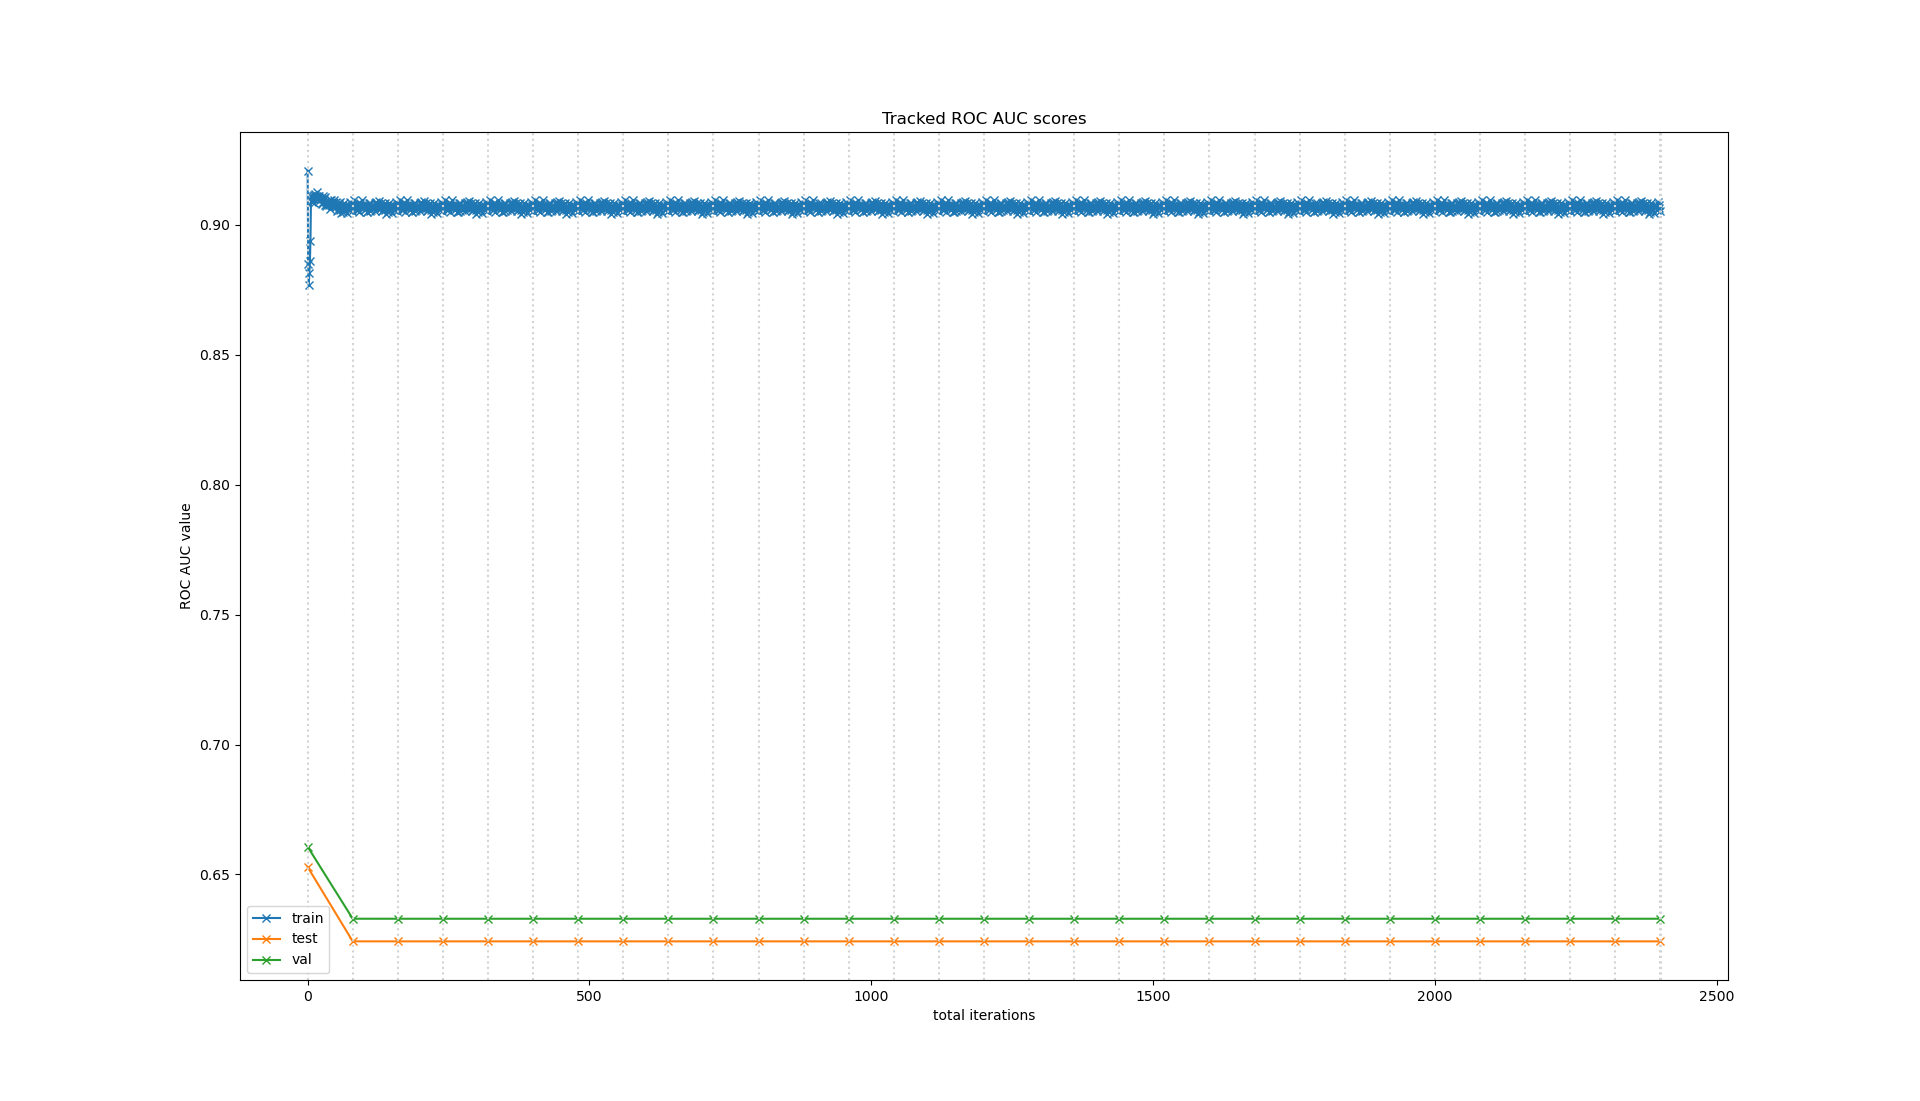 Tracked ROC AUC scores
ROC AUC value
0.90
0.85
0.80
0.75
0.70
0.65
train
test
val
0
500
1000
1500
2000
2500
total iterations